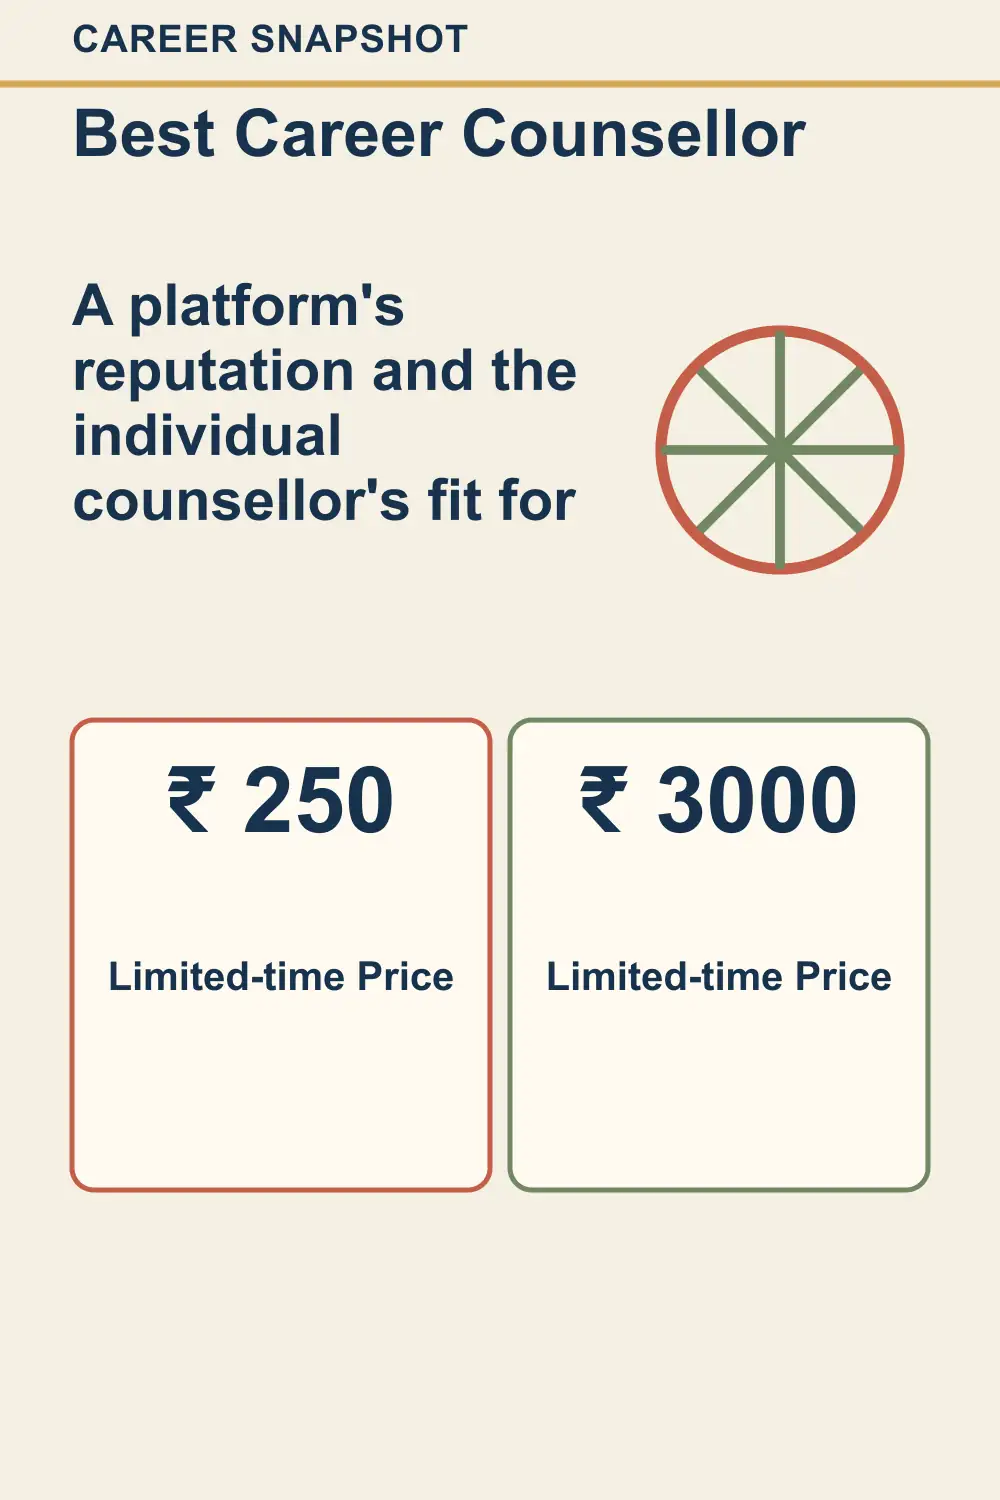 CAREER SNAPSHOT
Best Career Counsellor
A platform's
reputation and the
individual
counsellor's fit for
₹ 250
Limited-time Price
₹ 3000
Limited-time Price